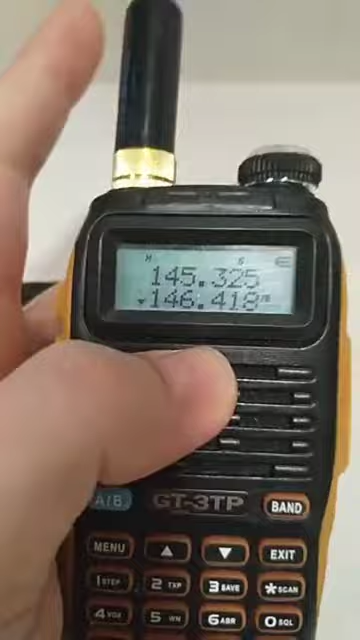 H S
145.325
▼146.418
A/B GT-3TP BAND
MENU ▲ ▼ EXIT
1 STEP 2 TXP 3 SAVE * SCAN
4 VOX 5 WN 6 ABR 0 SQL